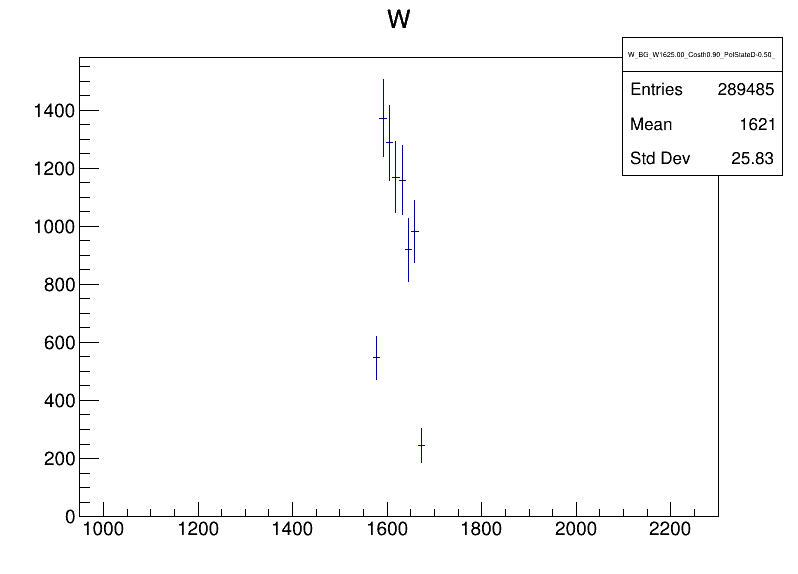 W
W_BG_W1625.00_Costh0.90_PolStateD-0.50_
Entries 289485
Mean 1621
Std Dev 25.83
1400
1200
1000
800
600
400
200
0
1000 1200 1400 1600 1800 2000 2200